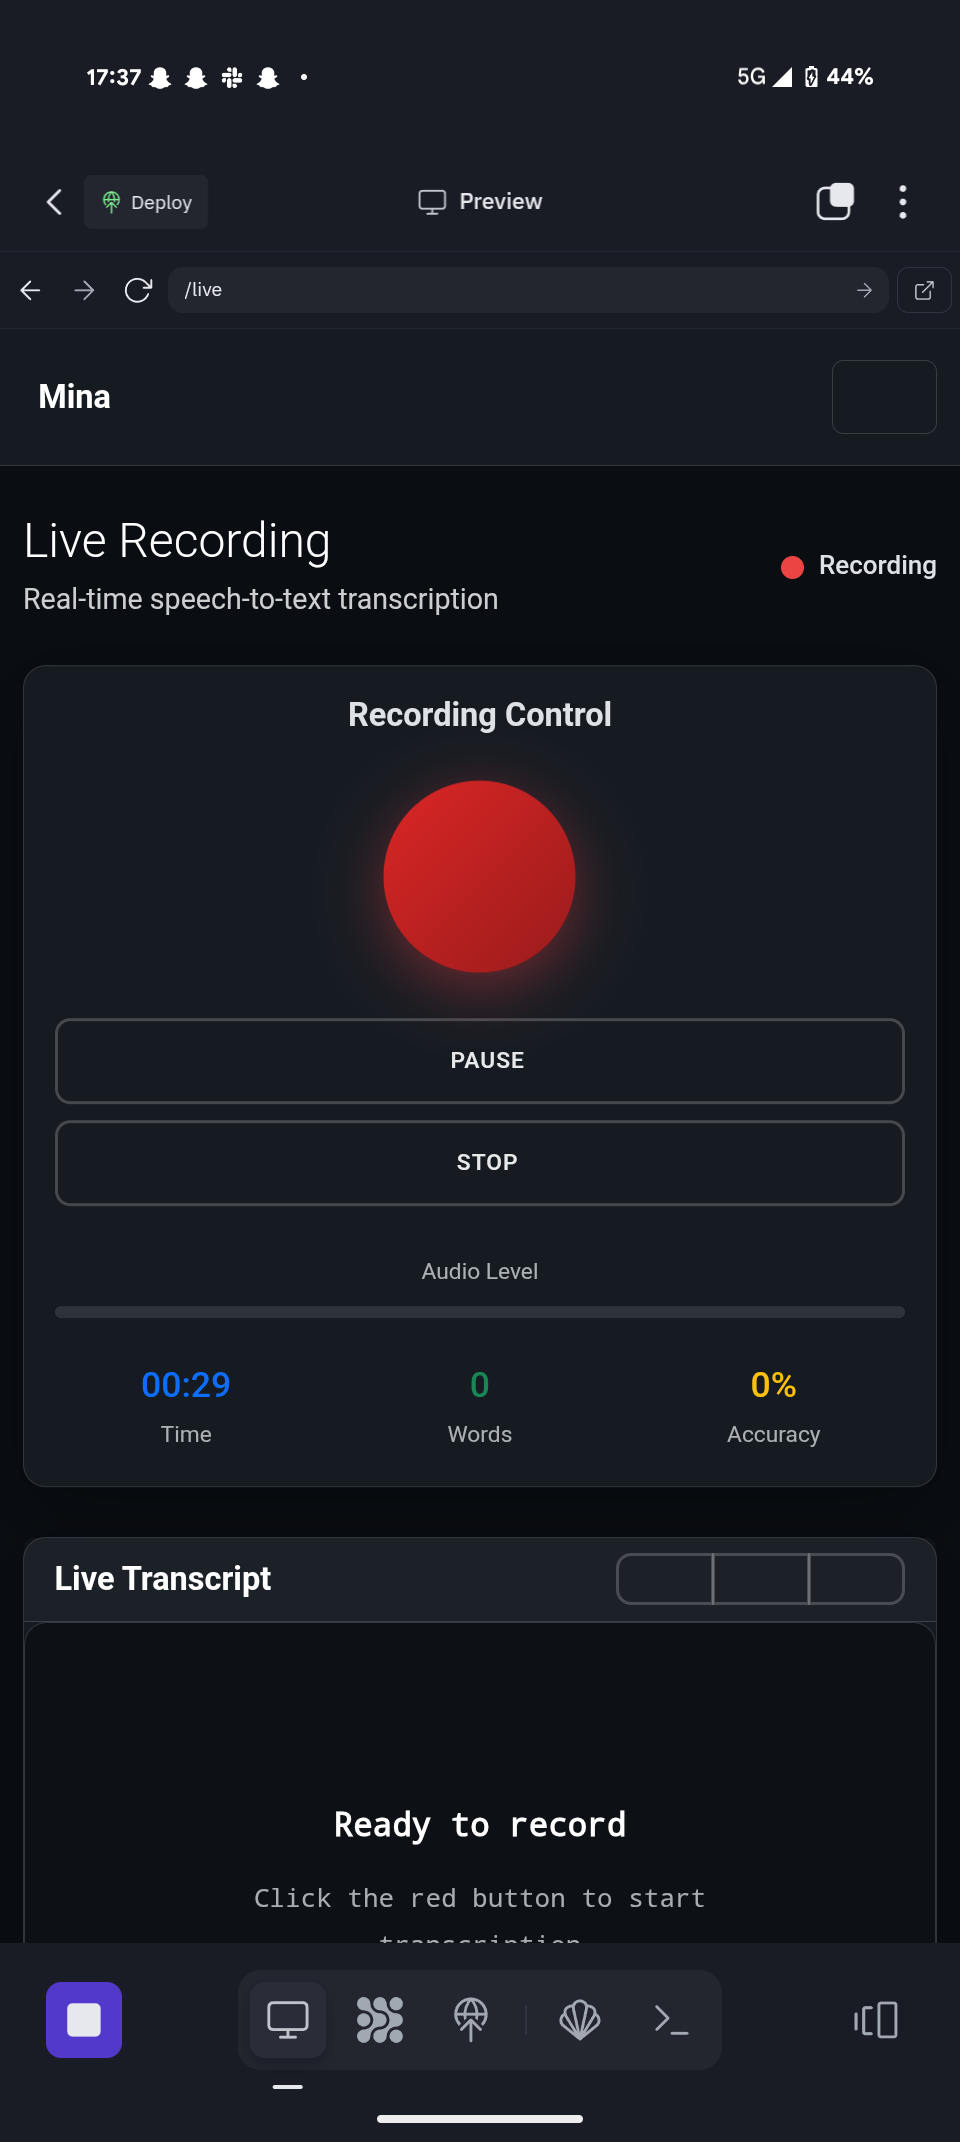 17:37
5G 44%
Deploy
Preview
/live
Mina
Live Recording
Real-time speech-to-text transcription
Recording
Recording Control
PAUSE
STOP
Audio Level
00:29 0 0%
Time Words Accuracy
Live Transcript
Ready to record
Click the red button to start
transcription